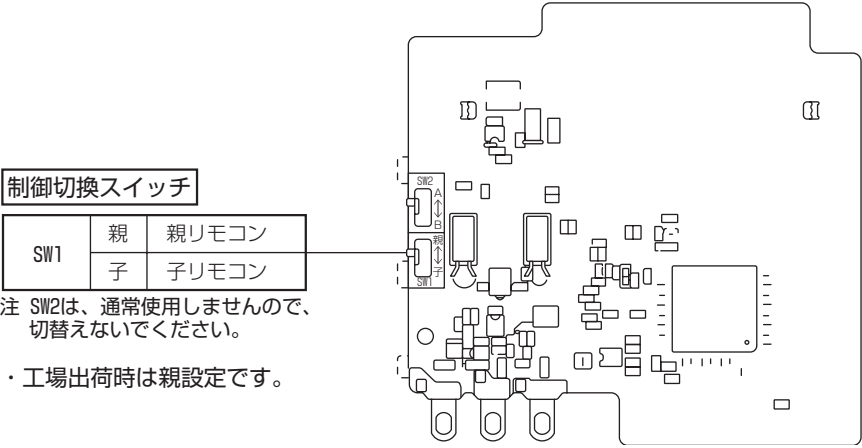 制御切換スイッチ
SW1
親 親リモコン
子 子リモコン
注 SW2は、通常使用しませんので、
切替えないでください。
・工場出荷時は親設定です。
SW2
A
B
親
子
SW1